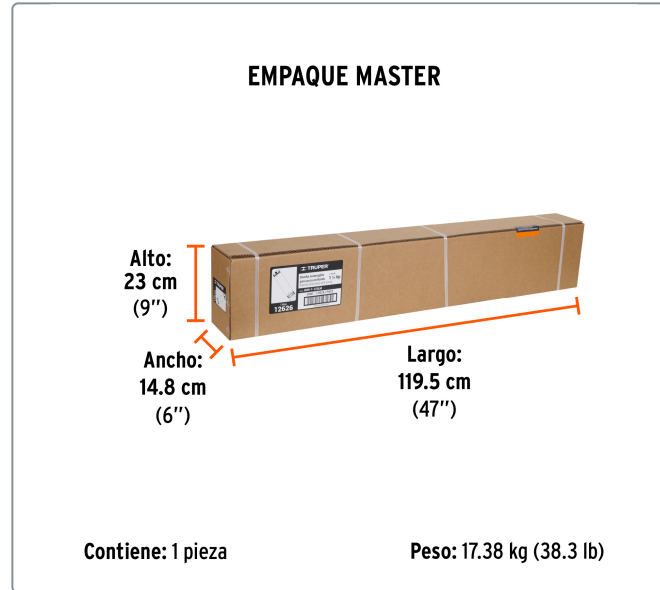 EMPAQUE MASTER
Alto:
23 cm
(9’’)
TRUPER
12626
Ancho:
14.8 cm
(6’’)
Largo:
119.5 cm
(47’’)
Contiene: 1 pieza
Peso: 17.38 kg (38.3 lb)